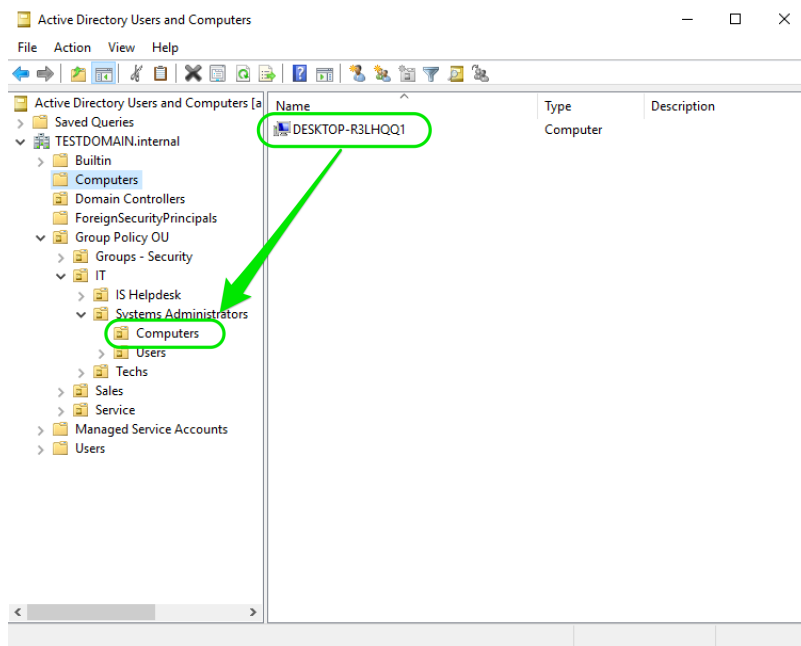 Active Directory Users and Computers
File Action View Help
Active Directory Users and Computers [a
Name Type Description
Saved Queries
DESKTOP-R3LHQQ1 Computer
TESTDOMAIN.internal
Builtin
Computers
Domain Controllers
ForeignSecurityPrincipals
Group Policy OU
Groups - Security
IT
IS Helpdesk
Systems Administrators
Computers
Users
Techs
Sales
Service
Managed Service Accounts
Users